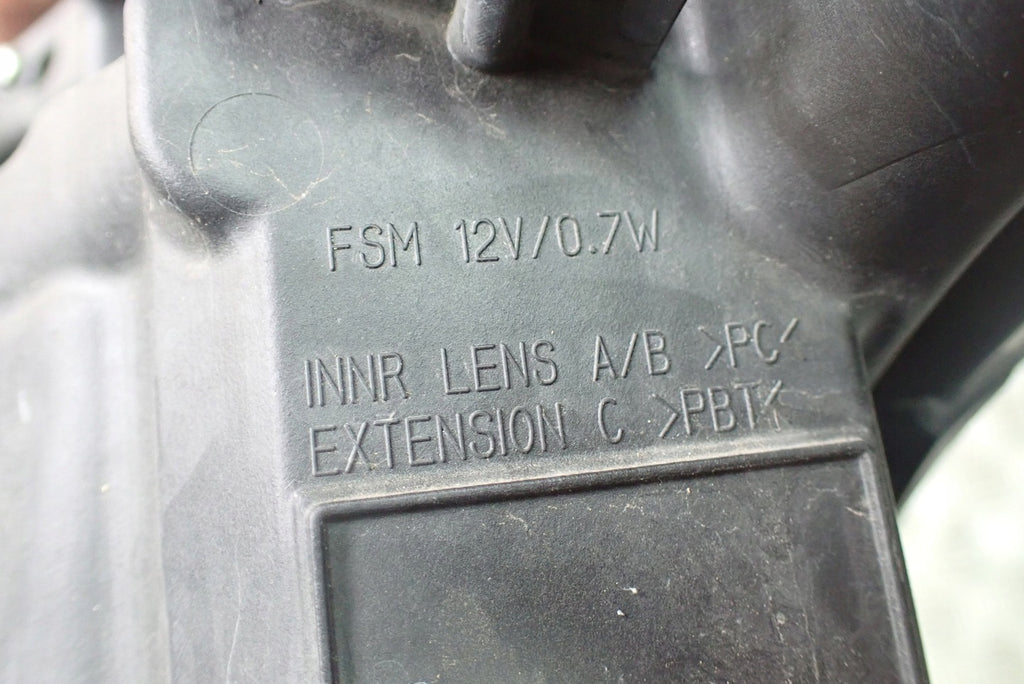 FSM 12V/0.7W
INNR LENS A/B >PC<
EXTENSION C >PBT<